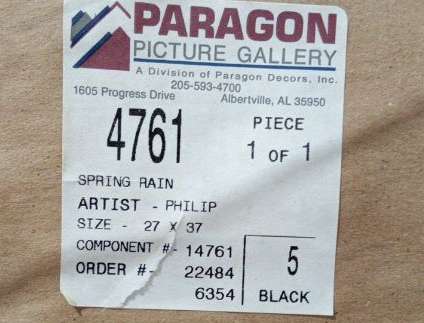 PARAGON
PICTURE GALLERY
A Division of Paragon Decors, Inc.
205-593-4700
1605 Progress Drive Albertville, AL 35950
4761 PIECE
1 OF 1
SPRING RAIN
ARTIST - PHILIP
SIZE - 27 X 37
COMPONENT #- 14761
ORDER #- 22484
6354
5
BLACK